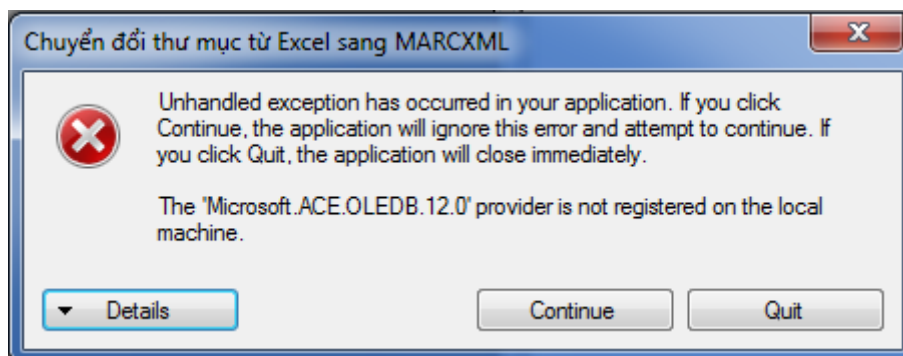 Chuyển đổi thư mục từ Excel sang MARCXML
Unhandled exception has occurred in your application. If you click
Continue, the application will ignore this error and attempt to continue. If
you click Quit, the application will close immediately.
The 'Microsoft.ACE.OLEDB.12.0' provider is not registered on the local
machine.
Details
Continue
Quit